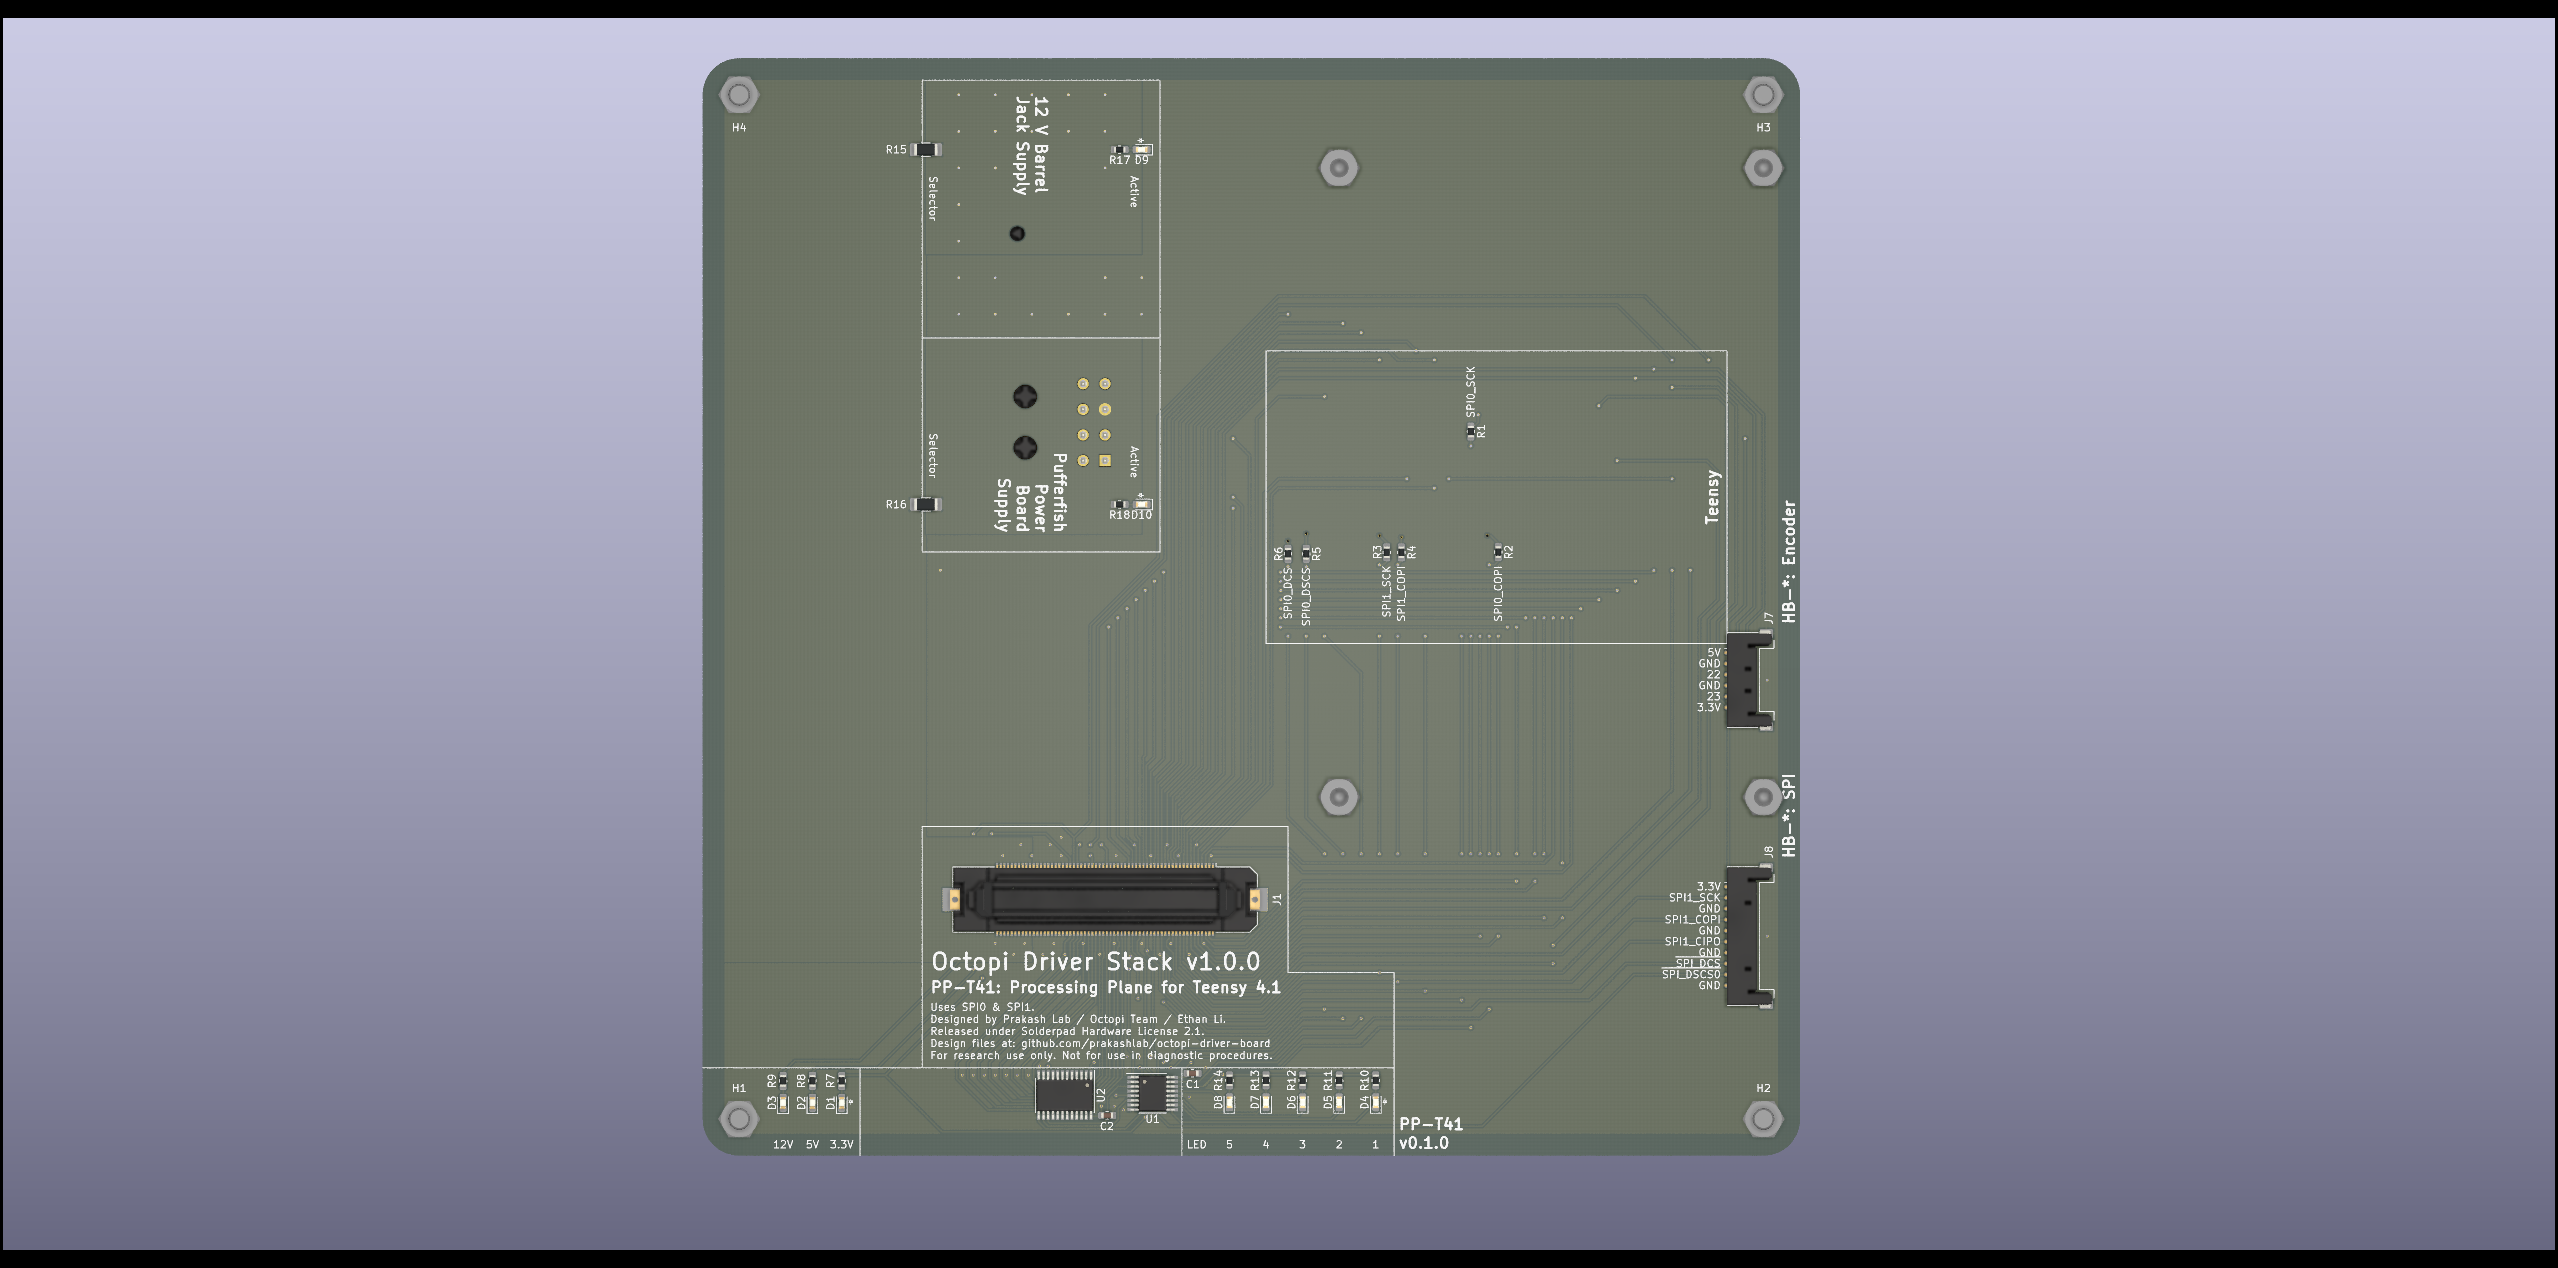 H4
H3
12 V Barrel
Jack Supply
R15
R17 D9
Selector
Active
Selector
Active
Pufferfish
Power
Board
Supply
R16
R18 D10
SPI0_SCK
R1
Teensy
R6
R5
R3
R4
R2
SPI0_DCS
SPI0_DSCS
SPI1_SCK
SPI1_COPI
SPI0_COPI
HB-*: Encoder
J7
5V
GND
22
GND
23
3.3V
HB-*: SPI
J8
3.3V
SPI1_SCK
GND
SPI1_COPI
GND
SPI1_CIPO
GND
SPI_DCS
SPI_DSCS0
GND
J1
Octopi Driver Stack v1.0.0
PP-T41: Processing Plane for Teensy 4.1
Uses SPI0 & SPI1.
Designed by Prakash Lab / Octopi Team / Ethan Li.
Released under Solderpad Hardware License 2.1.
Design files at: github.com/prakashlab/octopi-driver-board
For research use only. Not for use in diagnostic procedures.
H1
R9
R8
R7
D3
D2
D1
*
12V 5V 3.3V
U2
C2
U1
C1
R14
R13
R12
R11
R10
D8
D7
D6
D5
D4
*
LED 5 4 3 2 1
PP-T41
v0.1.0
H2